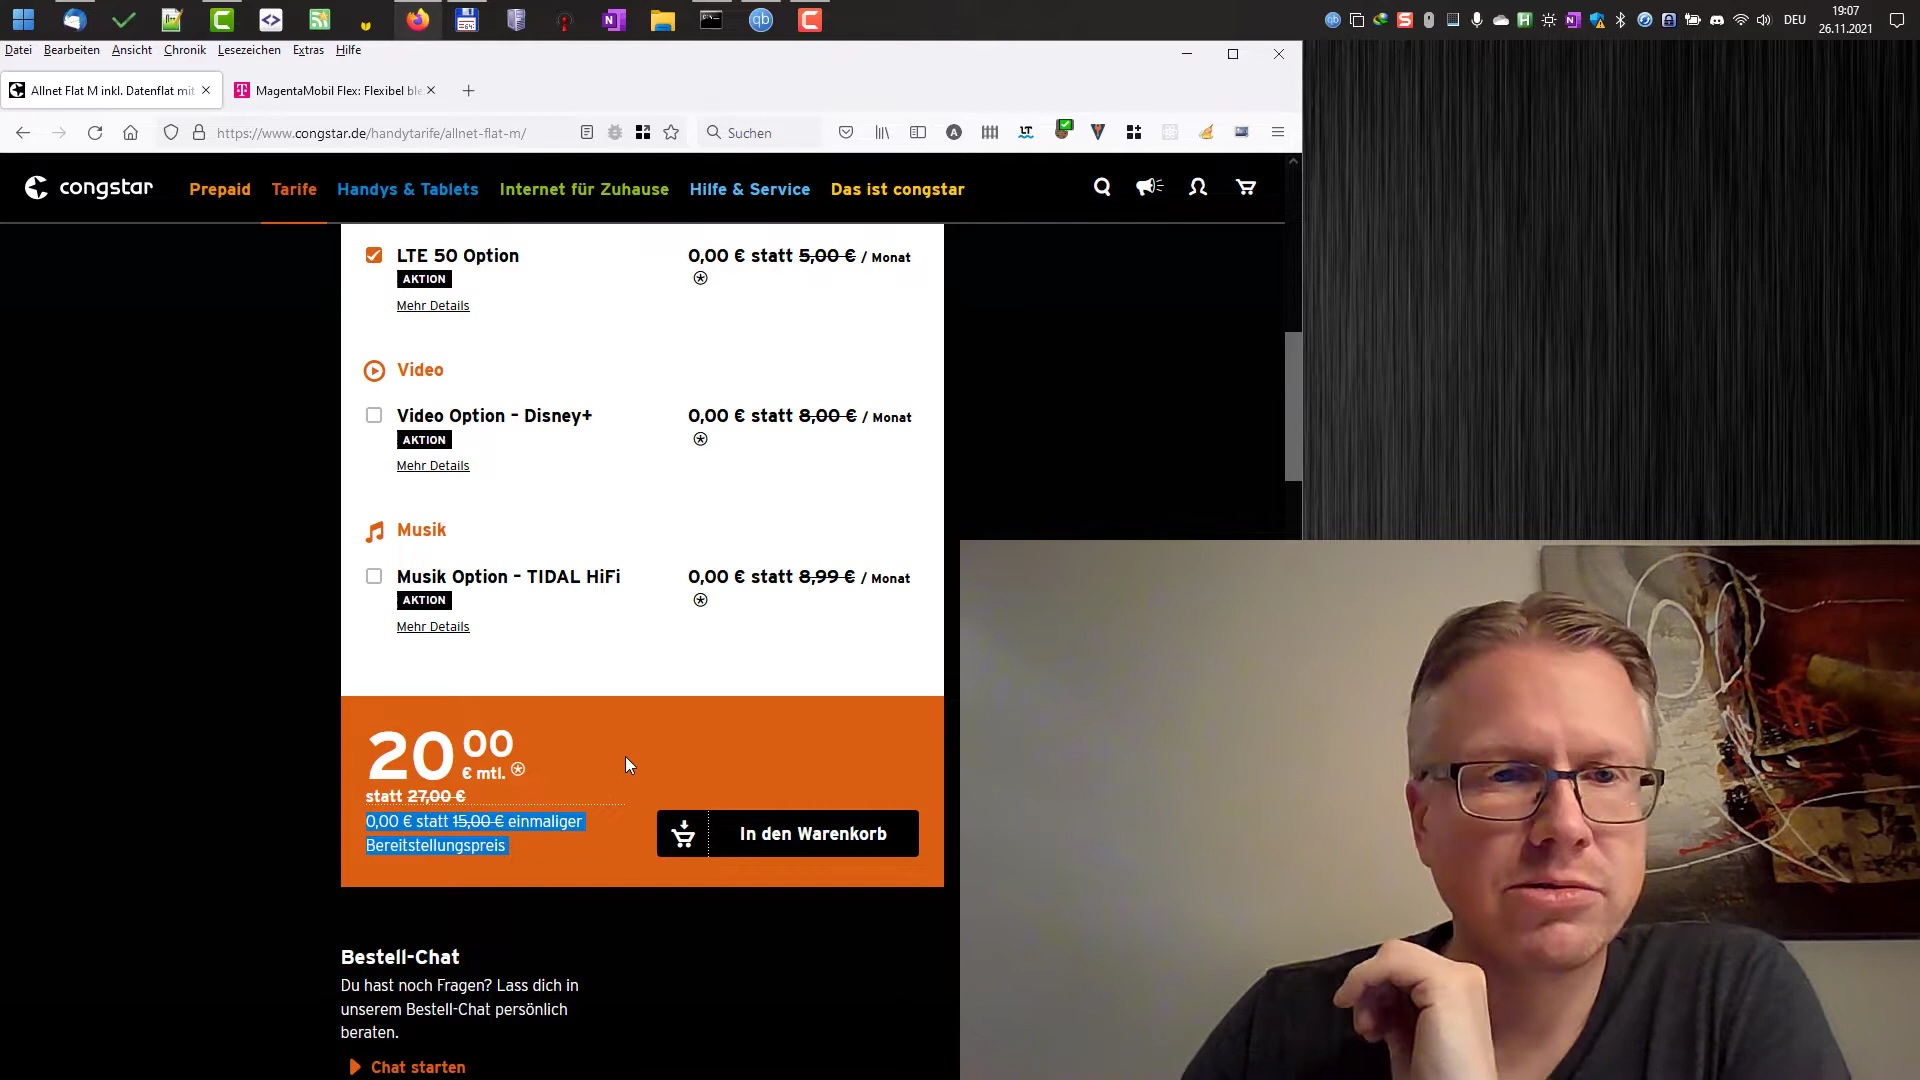 19:07
DEU
26.11.2021
Datei Bearbeiten Ansicht Chronik Lesezeichen Extras Hilfe
Allnet Flat M inkl. Datenflat mit
MagentaMobil Flex: Flexibel ble
https://www.congstar.de/handytarife/allnet-flat-m/
Suchen
congstar
Prepaid Tarife Handys & Tablets Internet für Zuhause Hilfe & Service Das ist congstar
LTE 50 Option 0,00 € statt 5,00 € / Monat
AKTION
Mehr Details
Video
Video Option – Disney+ 0,00 € statt 8,00 € / Monat
AKTION
Mehr Details
Musik
Musik Option – TIDAL HiFi 0,00 € statt 8,99 € / Monat
AKTION
Mehr Details
20 00
€ mtl.
statt 27,00 €
0,00 € statt 15,00 € einmaliger
Bereitstellungspreis
In den Warenkorb
Bestell-Chat
Du hast noch Fragen? Lass dich in
unserem Bestell-Chat persönlich
beraten.
Chat starten